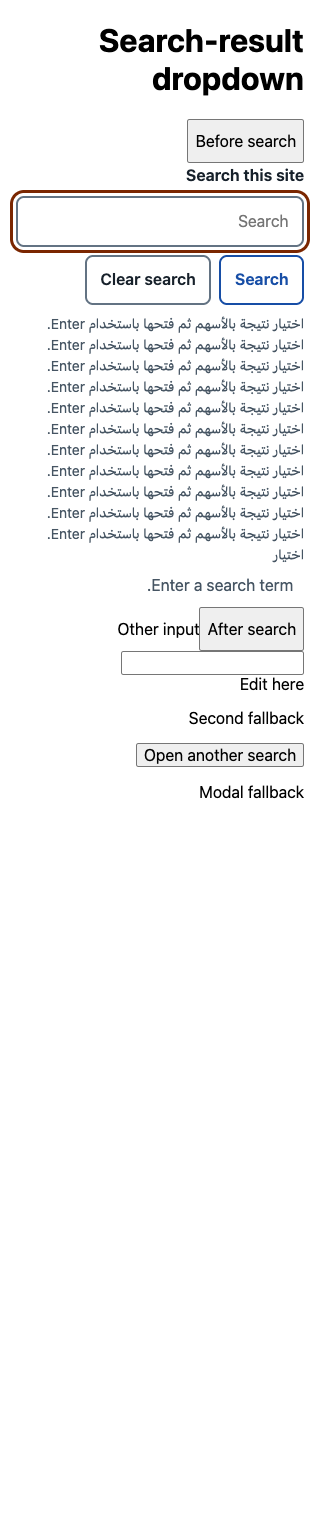 Search-result
dropdown
Before search
Search this site
Search
Search
Clear search
اختيار نتيجة بالأسهم ثم فتحها باستخدام Enter.
اختيار نتيجة بالأسهم ثم فتحها باستخدام Enter.
اختيار نتيجة بالأسهم ثم فتحها باستخدام Enter.
اختيار نتيجة بالأسهم ثم فتحها باستخدام Enter.
اختيار نتيجة بالأسهم ثم فتحها باستخدام Enter.
اختيار نتيجة بالأسهم ثم فتحها باستخدام Enter.
اختيار نتيجة بالأسهم ثم فتحها باستخدام Enter.
اختيار نتيجة بالأسهم ثم فتحها باستخدام Enter.
اختيار نتيجة بالأسهم ثم فتحها باستخدام Enter.
اختيار نتيجة بالأسهم ثم فتحها باستخدام Enter.
اختيار نتيجة بالأسهم ثم فتحها باستخدام Enter.
اختيار
.Enter a search term
After search
Other input
Edit here
Second fallback
Open another search
Modal fallback